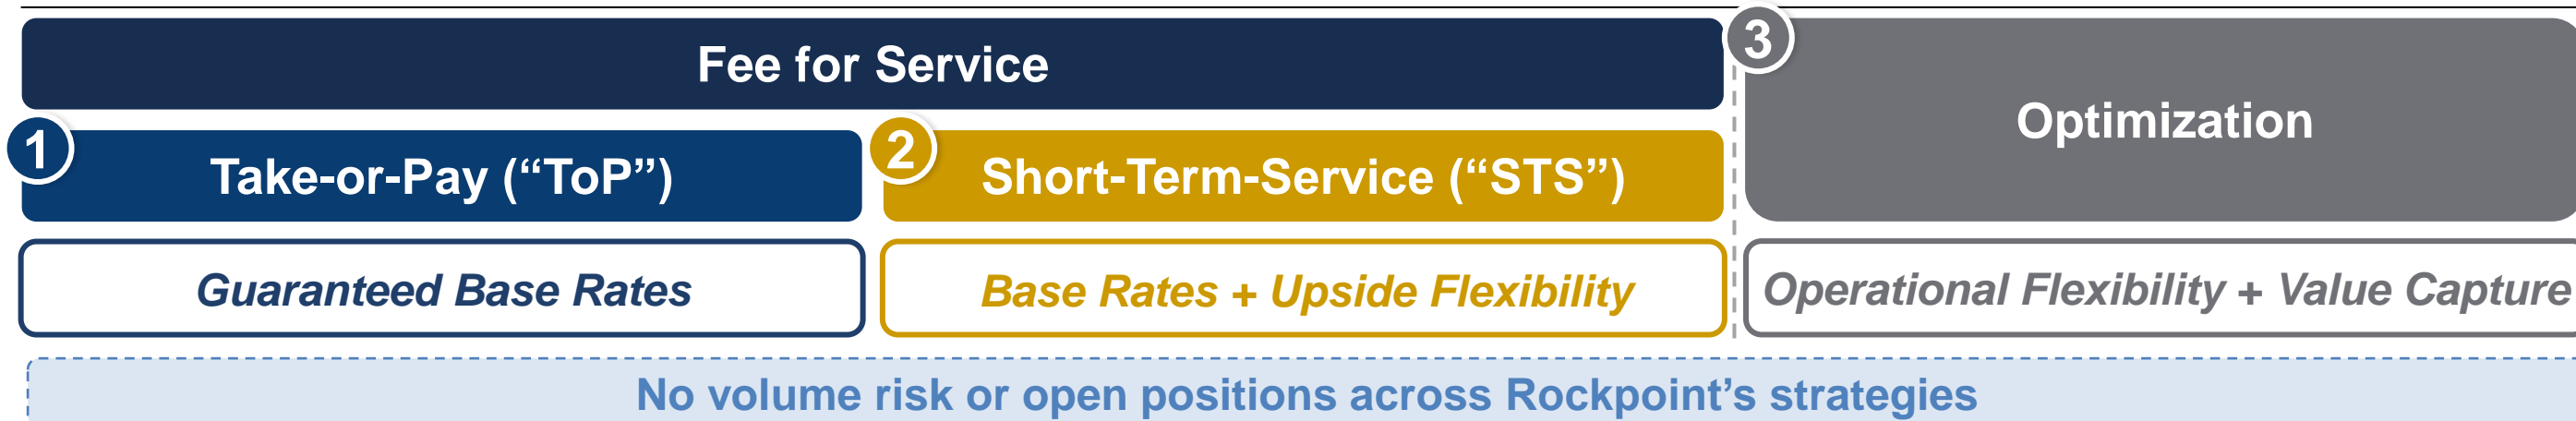 Fee for Service
3
Optimization
1
Take-or-Pay (“ToP”)
2
Short-Term-Service (“STS”)
Guaranteed Base Rates
Base Rates + Upside Flexibility
Operational Flexibility + Value Capture
No volume risk or open positions across Rockpoint’s strategies